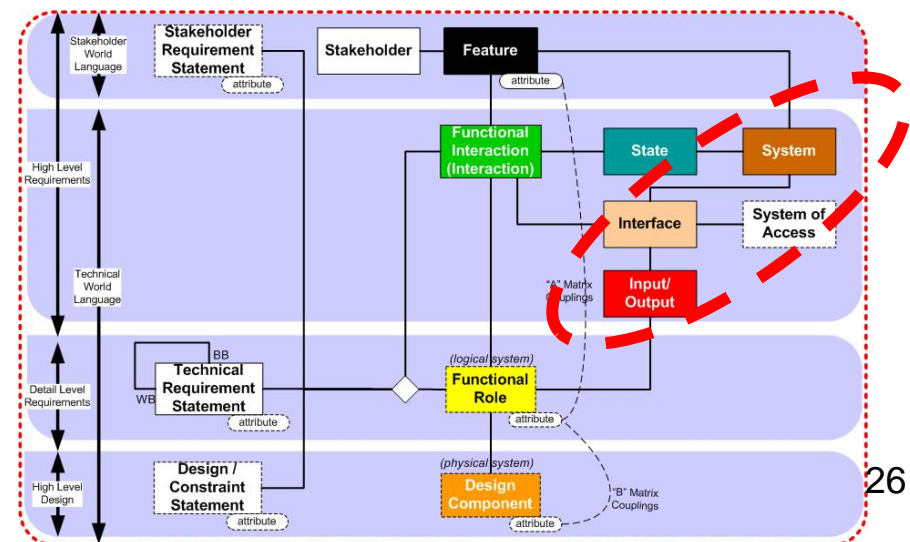 Stakeholder
World
Language
Stakeholder
Requirement
Statement
attribute
Stakeholder
Feature
attribute
High Level
Requirements
Technical
World
Language
Functional
Interaction
(Interaction)
State
System
Interface
System of
Access
Input/
Output
"A" Matrix
Couplings
Detail Level
Requirements
BB
WB
Technical
Requirement
Statement
attribute
(logical system)
Functional
Role
attribute
High Level
Design
Design /
Constraint
Statement
attribute
(physical system)
Design
Component
attribute
"B" Matrix
Couplings
26